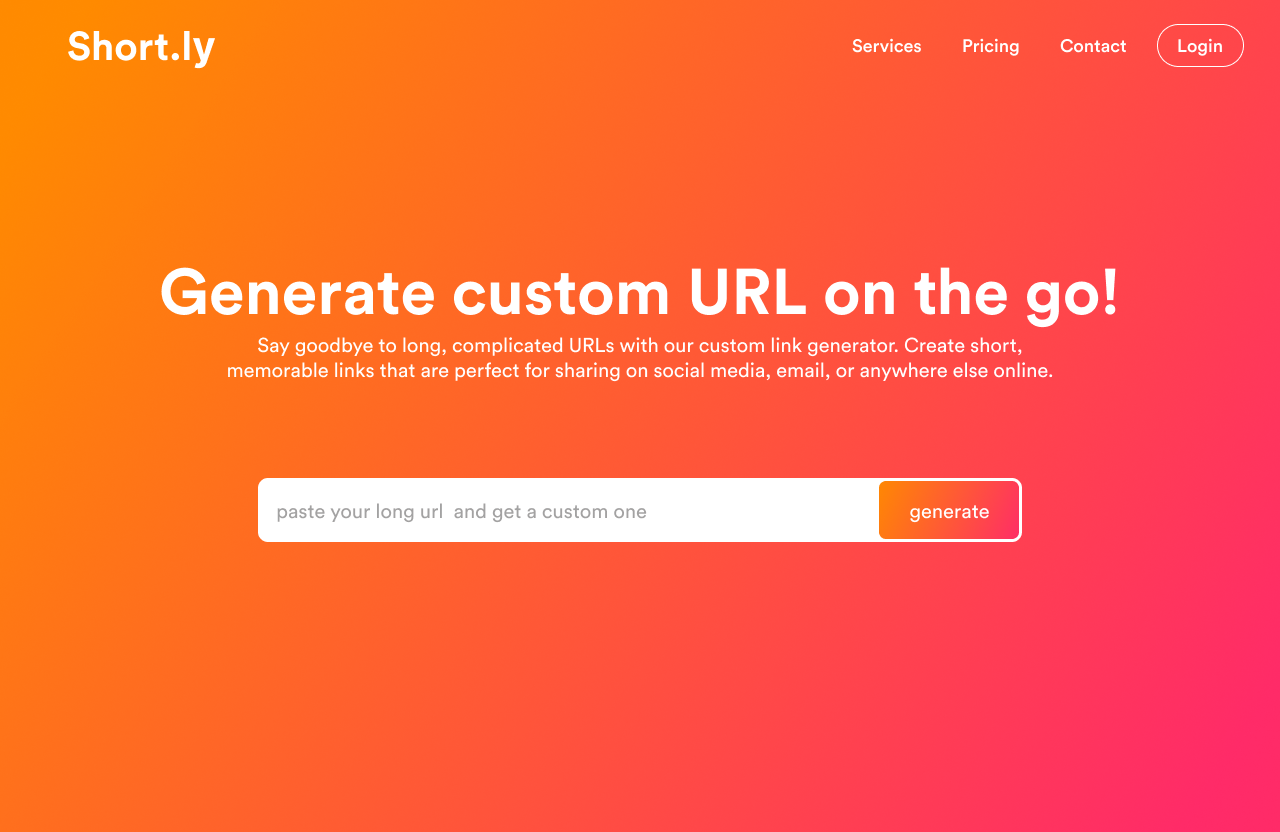 Short.ly
Services
Pricing
Contact
Login
Generate custom URL on the go!
Say goodbye to long, complicated URLs with our custom link generator. Create short,
memorable links that are perfect for sharing on social media, email, or anywhere else online.
paste your long url  and get a custom one
generate